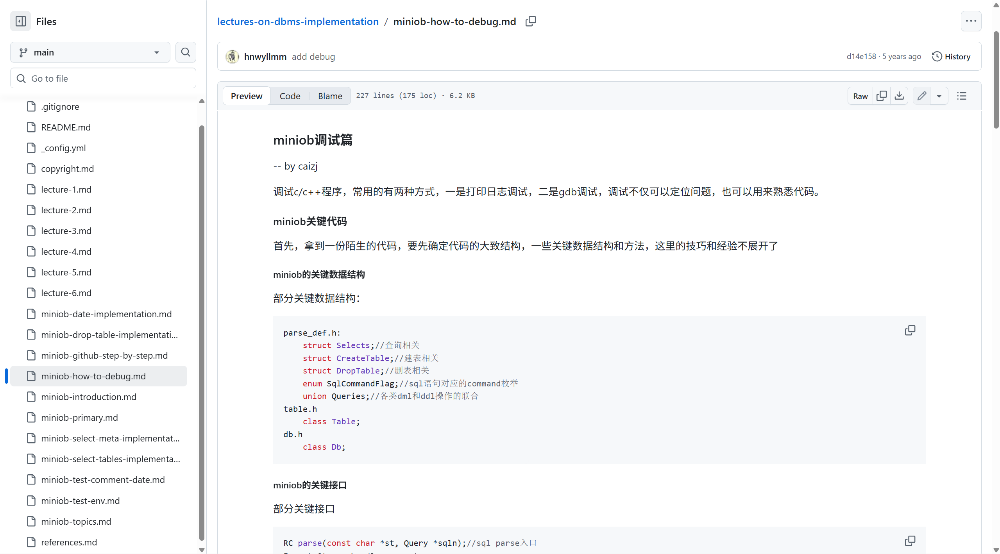 Files
main
Go to file
.gitignore
README.md
_config.yml
copyright.md
lecture-1.md
lecture-2.md
lecture-3.md
lecture-4.md
lecture-5.md
lecture-6.md
miniob-date-implementation.md
miniob-drop-table-implementati...
miniob-github-step-by-step.md
miniob-how-to-debug.md
miniob-introduction.md
miniob-primary.md
miniob-select-meta-implementat...
miniob-select-tables-implementa...
miniob-test-comment-date.md
miniob-test-env.md
miniob-topics.md
references.md
lectures-on-dbms-implementation / miniob-how-to-debug.md
hnwyllmm add debug d14e158 · 5 years ago History
Preview Code Blame 227 lines (175 loc) · 6.2 KB Raw
miniob调试篇
-- by caizj
调试c/c++程序，常用的有两种方式，一是打印日志调试，二是gdb调试，调试不仅可以定位问题，也可以用来熟悉代码。
miniob关键代码
首先，拿到一份陌生的代码，要先确定代码的大致结构，一些关键数据结构和方法，这里的技巧和经验不展开了
miniob的关键数据结构
部分关键数据结构：
parse_def.h:
struct Selects;//查询相关
struct CreateTable;//建表相关
struct DropTable;//删表相关
enum SqlCommandFlag;//sql语句对应的command枚举
union Queries;//各类dml和ddl操作的联合
table.h
class Table;
db.h
class Db;
miniob的关键接口
部分关键接口
RC parse(const char *st, Query *sqln);//sql parse入口